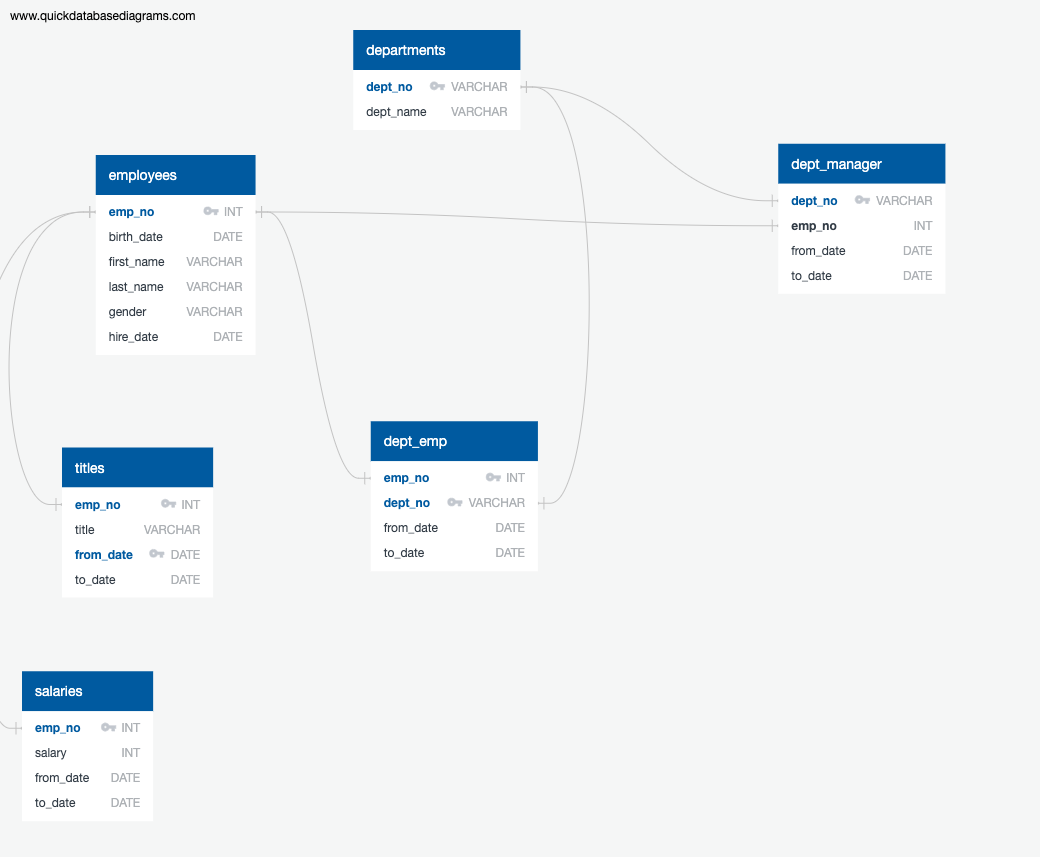 www.quickdatabasediagrams.com
departments
dept_no VARCHAR
dept_name VARCHAR
employees
emp_no INT
birth_date DATE
first_name VARCHAR
last_name VARCHAR
gender VARCHAR
hire_date DATE
dept_manager
dept_no VARCHAR
emp_no INT
from_date DATE
to_date DATE
titles
emp_no INT
title VARCHAR
from_date DATE
to_date DATE
dept_emp
emp_no INT
dept_no VARCHAR
from_date DATE
to_date DATE
salaries
emp_no INT
salary INT
from_date DATE
to_date DATE